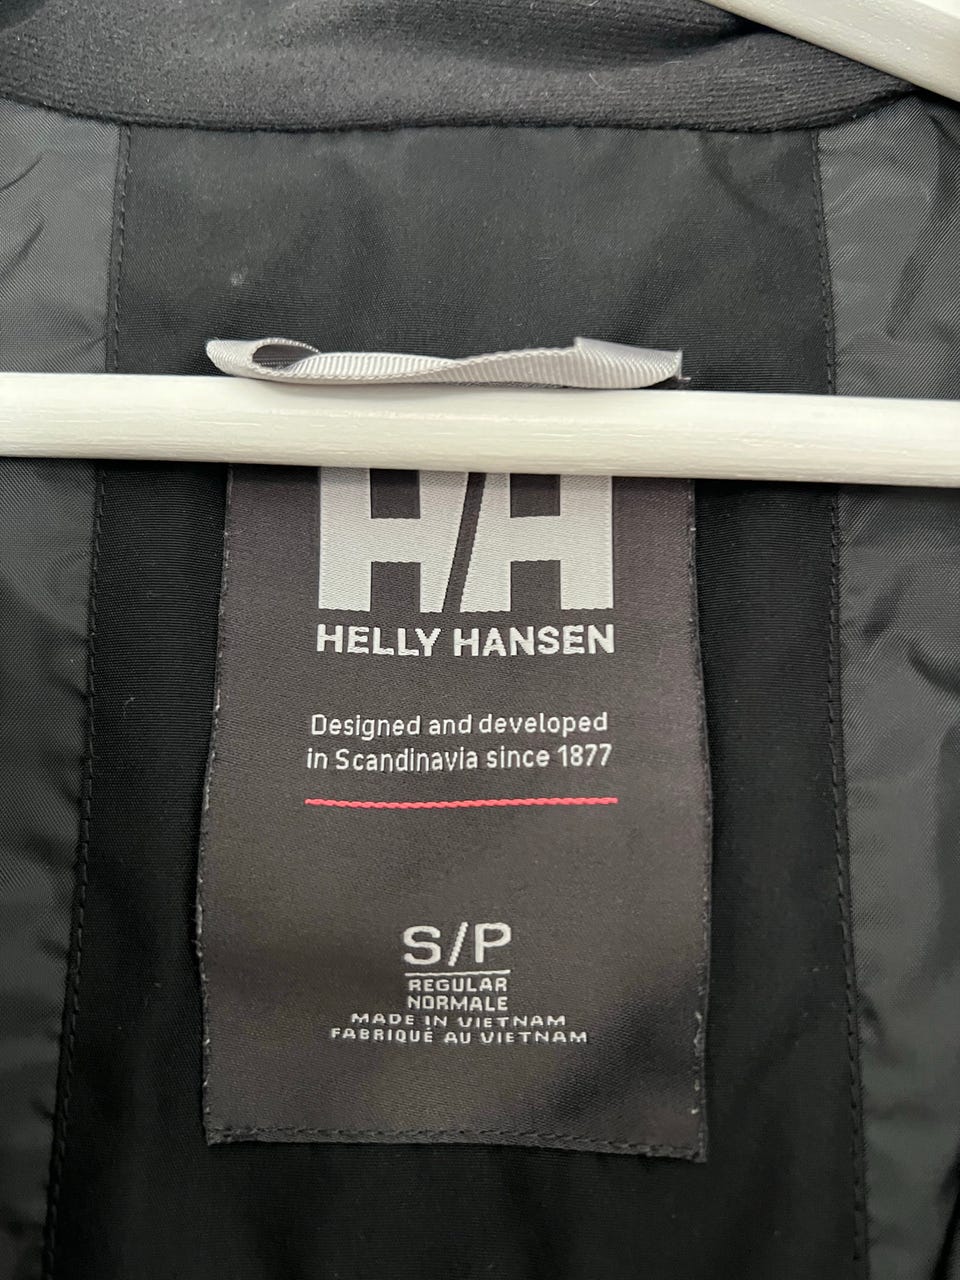 HH
HELLY HANSEN
Designed and developed
in Scandinavia since 1877
S/P
REGULAR
NORMALE
MADE IN VIETNAM
FABRIQUÉ AU VIETNAM